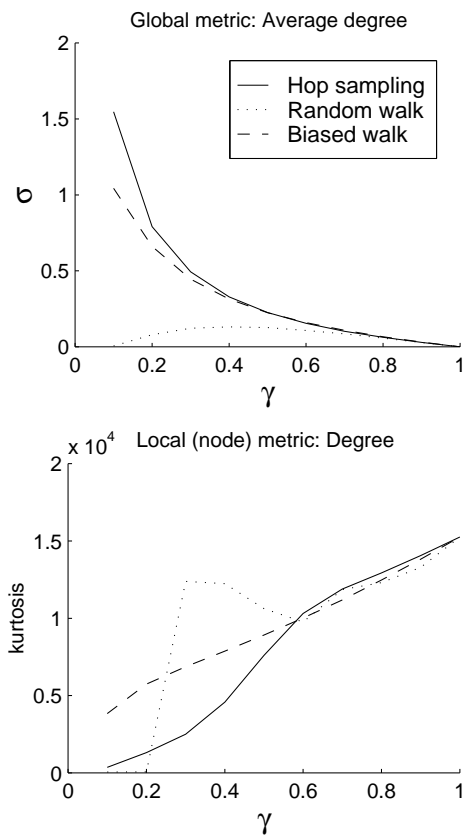 Global metric: Average degree
2
1.5
1
0.5
0
σ
Hop sampling
Random walk
Biased walk
0 0.2 0.4 0.6 0.8 1
γ
x 10^4
Local (node) metric: Degree
2
1.5
1
0.5
0
kurtosis
0 0.2 0.4 0.6 0.8 1
γ